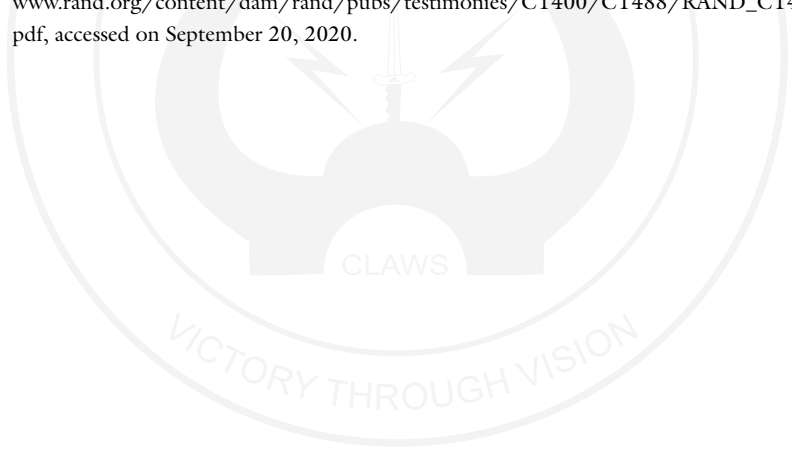 www.rand.org/content/dam/rand/pubs/testimonies/CT400/CT488/RAND_CT4
pdf, accessed on September 20, 2020.
CLAWS
VICTORY THROUGH VISION